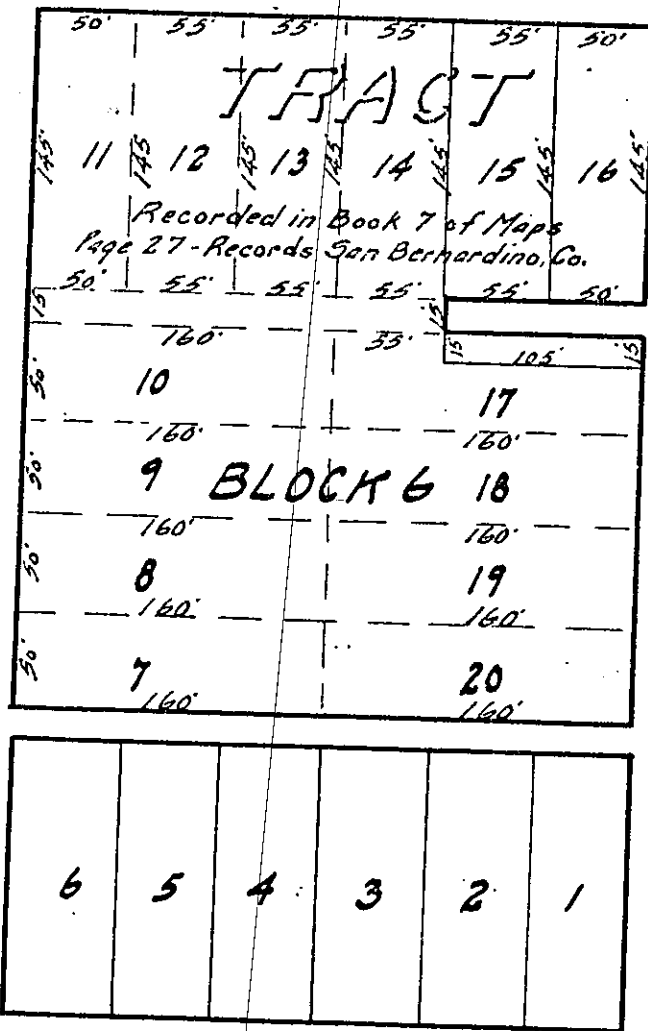 50' 55' 55' 55' 55' 50'
TRACT
145' 11 145' 12 145' 13 145' 14 145' 15 145' 16 145'
Recorded in Book 7 of Maps
Page 27 - Records San Bernardino, Co.
50' 55' 55' 55' 55' 50'
15 15
160' 55' 15' 105' 15'
50' 10 17
160' 160'
50' 9 BLOCK 6 18
160' 160'
50' 8 19
160' 160'
50' 7 20
160' 160'
6 5 4 3 2 1